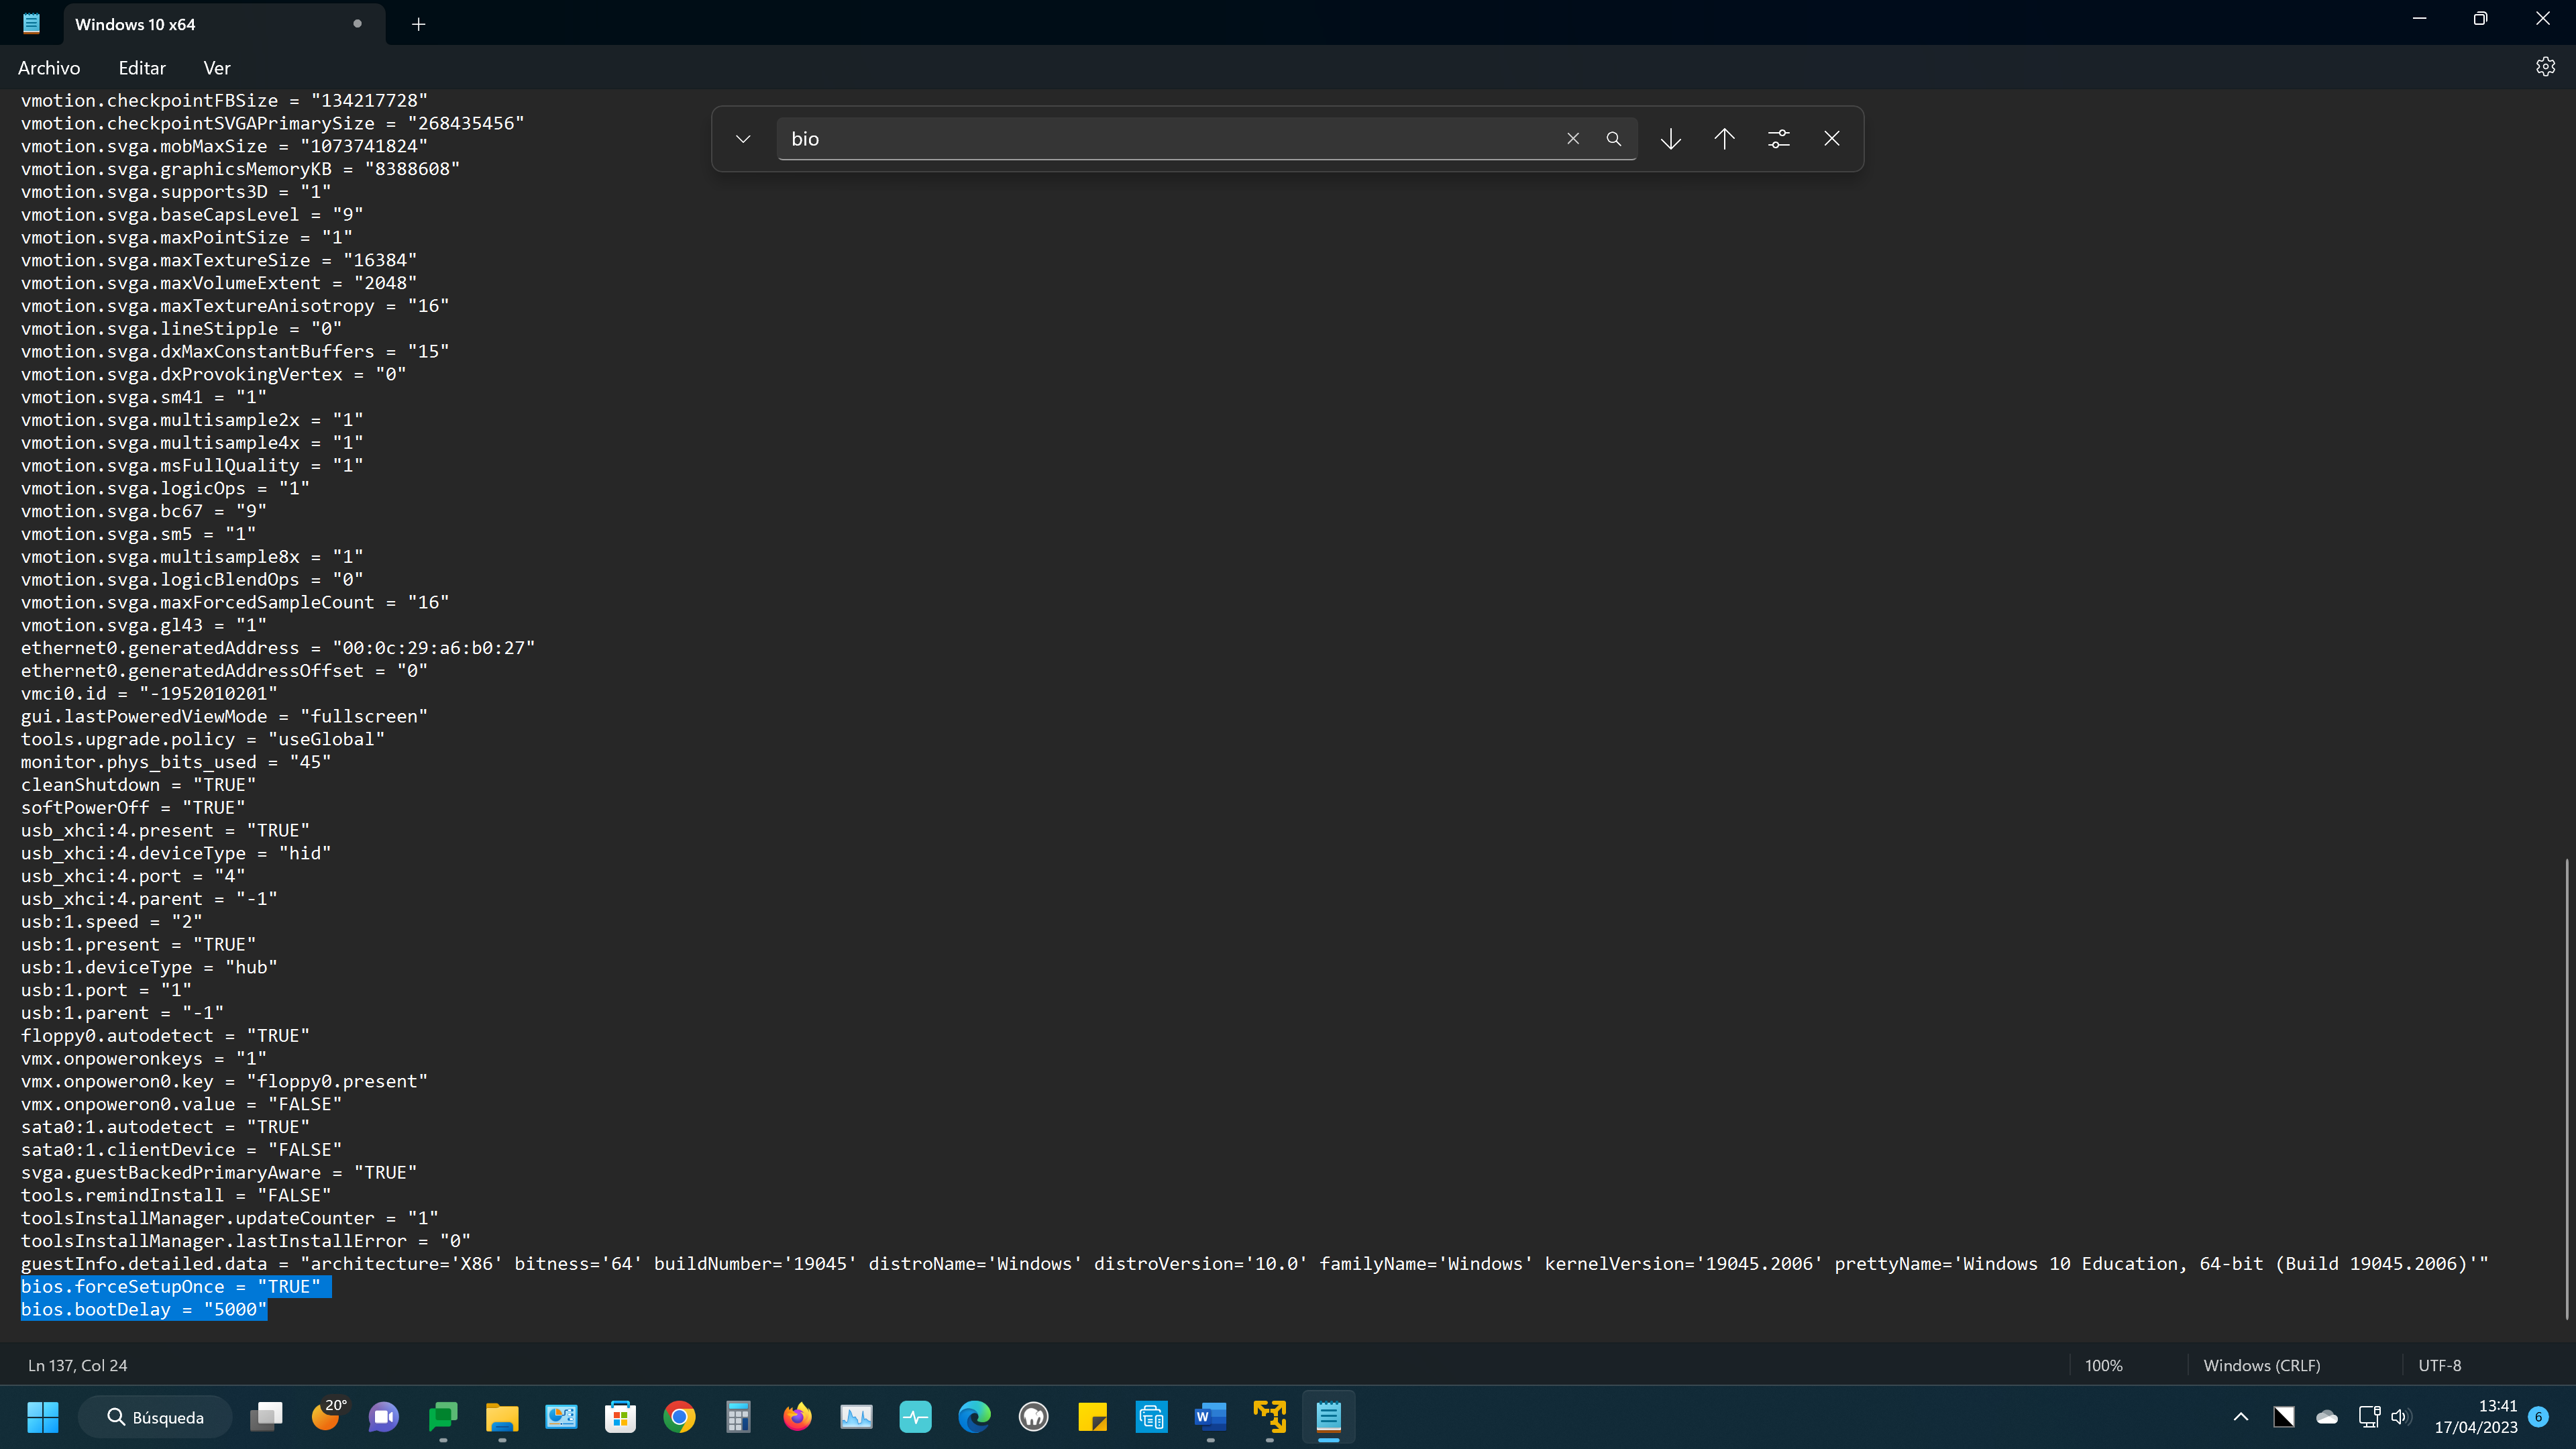 Windows 10 x64
Archivo Editar Ver
bio
vmotion.checkpointFBSize = "134217728"
vmotion.checkpointSVGAPrimarySize = "268435456"
vmotion.svga.mobMaxSize = "1073741824"
vmotion.svga.graphicsMemoryKB = "8388608"
vmotion.svga.supports3D = "1"
vmotion.svga.baseCapsLevel = "9"
vmotion.svga.maxPointSize = "1"
vmotion.svga.maxTextureSize = "16384"
vmotion.svga.maxVolumeExtent = "2048"
vmotion.svga.maxTextureAnisotropy = "16"
vmotion.svga.lineStipple = "0"
vmotion.svga.dxMaxConstantBuffers = "15"
vmotion.svga.dxProvokingVertex = "0"
vmotion.svga.sm41 = "1"
vmotion.svga.multisample2x = "1"
vmotion.svga.multisample4x = "1"
vmotion.svga.msFullQuality = "1"
vmotion.svga.logicOps = "1"
vmotion.svga.bc67 = "9"
vmotion.svga.sm5 = "1"
vmotion.svga.multisample8x = "1"
vmotion.svga.logicBlendOps = "0"
vmotion.svga.maxForcedSampleCount = "16"
vmotion.svga.gl43 = "1"
ethernet0.generatedAddress = "00:0c:29:a6:b0:27"
ethernet0.generatedAddressOffset = "0"
vmci0.id = "-1952010201"
gui.lastPoweredViewMode = "fullscreen"
tools.upgrade.policy = "useGlobal"
monitor.phys_bits_used = "45"
cleanShutdown = "TRUE"
softPowerOff = "TRUE"
usb_xhci:4.present = "TRUE"
usb_xhci:4.deviceType = "hid"
usb_xhci:4.port = "4"
usb_xhci:4.parent = "-1"
usb:1.speed = "2"
usb:1.present = "TRUE"
usb:1.deviceType = "hub"
usb:1.port = "1"
usb:1.parent = "-1"
floppy0.autodetect = "TRUE"
vmx.onpoweronkeys = "1"
vmx.onpoweron0.key = "floppy0.present"
vmx.onpoweron0.value = "FALSE"
sata0:1.autodetect = "TRUE"
sata0:1.clientDevice = "FALSE"
svga.guestBackedPrimaryAware = "TRUE"
tools.remindInstall = "FALSE"
toolsInstallManager.updateCounter = "1"
toolsInstallManager.lastInstallError = "0"
guestInfo.detailed.data = "architecture='X86' bitness='64' buildNumber='19045' distroName='Windows' distroVersion='10.0' familyName='Windows' kernelVersion='19045.2006' prettyName='Windows 10 Education, 64-bit (Build 19045.2006)'"
bios.forceSetupOnce = "TRUE"
bios.bootDelay = "5000"
Ln 137, Col 24 100% Windows (CRLF) UTF-8
Búsqueda 20° 13:41
17/04/2023 6